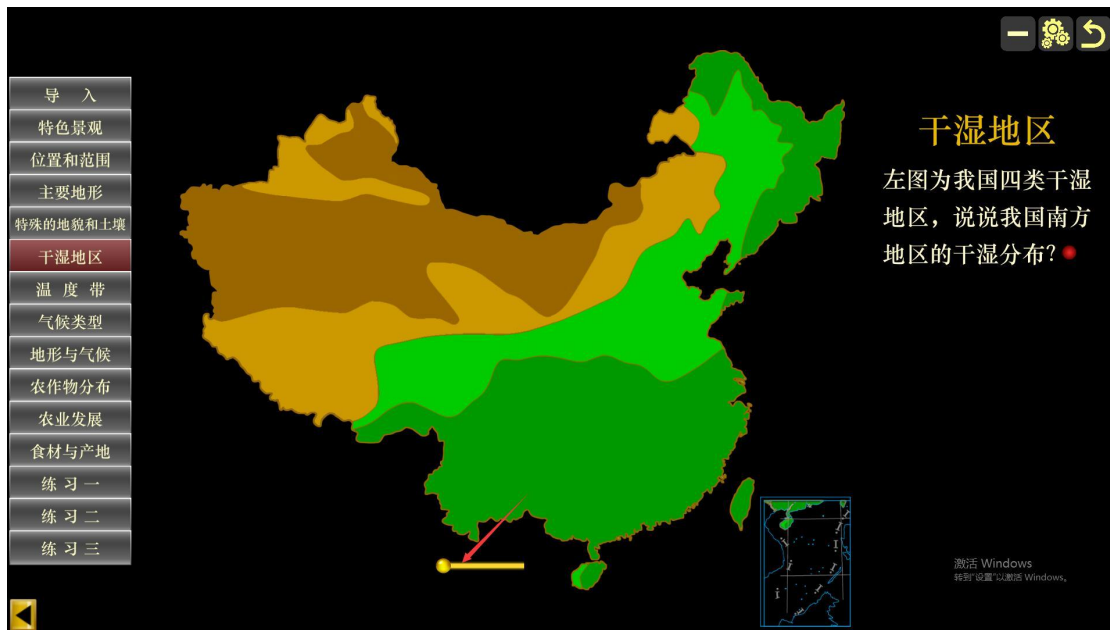 导 入
特色景观
位置和范围
主要地形
特殊的地貌和土壤
干湿地区
温 度 带
气候类型
地形与气候
农作物分布
农业发展
食材与产地
练 习 一
练 习 二
练 习 三
干湿地区
左图为我国四类干湿
地区，说说我国南方
地区的干湿分布?
激活 Windows
转到"设置"以激活 Windows。